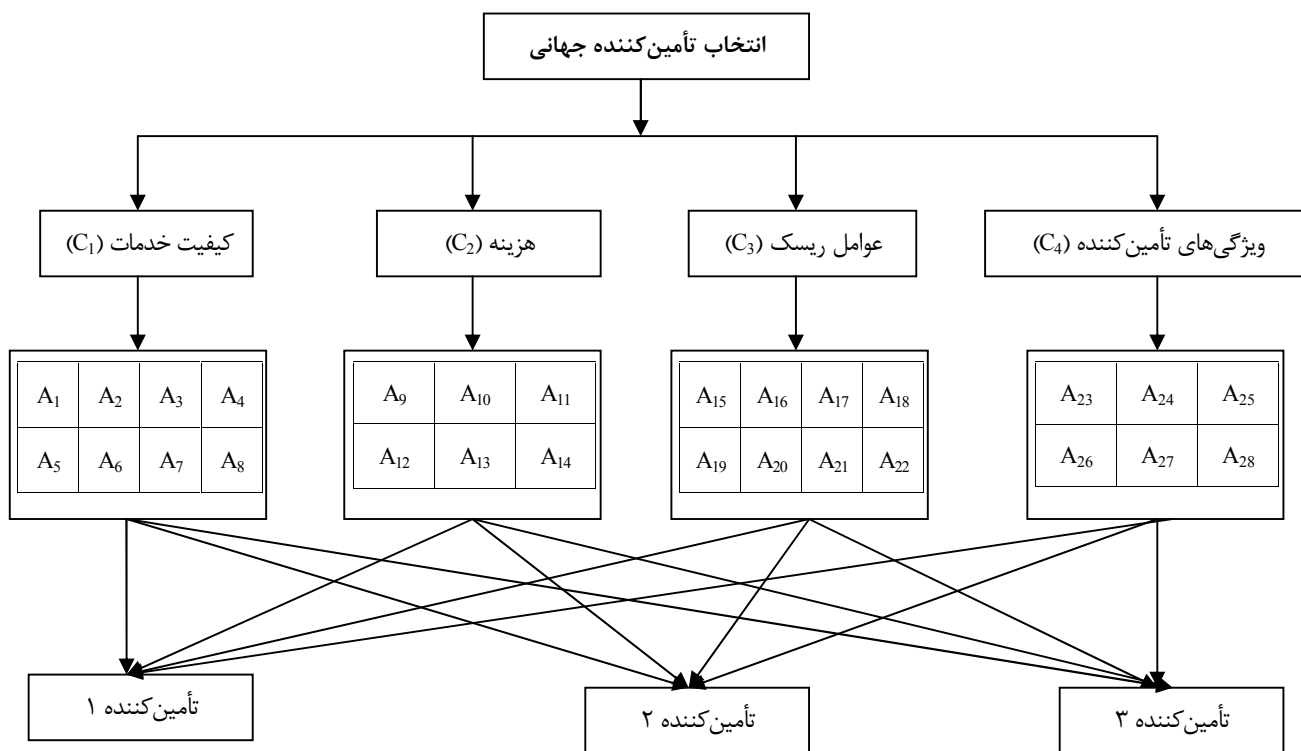 انتخاب تأمین‌کننده جهانی
کیفیت خدمات (C₁)
هزینه (C₂)
عوامل ریسک (C₃)
ویژگی‌های تأمین‌کننده (C₄)
A₁ A₂ A₃ A₄
A₅ A₆ A₇ A₈
A₉ A₁₀ A₁₁
A₁₂ A₁₃ A₁₄
A₁₅ A₁₆ A₁₇ A₁₈
A₁₉ A₂₀ A₂₁ A₂₂
A₂₃ A₂₄ A₂₅
A₂₆ A₂₇ A₂₈
تأمین‌کننده ۱
تأمین‌کننده ۲
تأمین‌کننده ۳